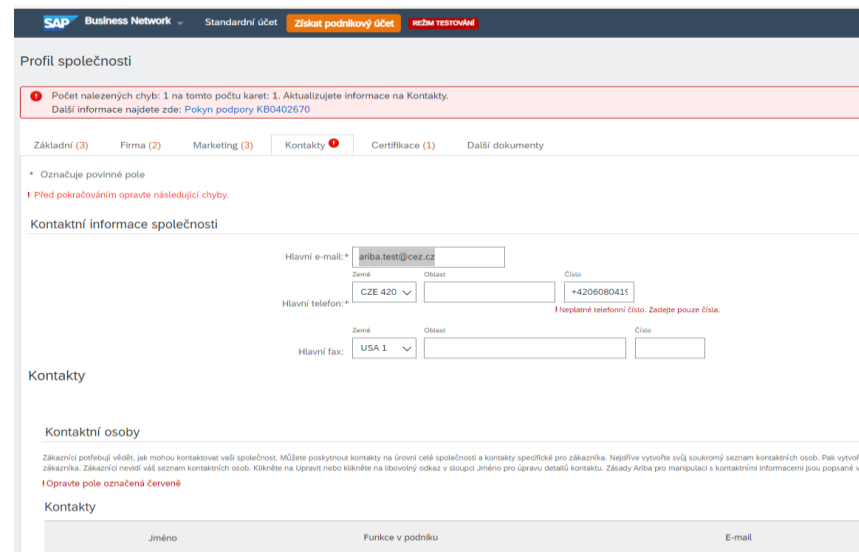 SAP Business Network Standardní účet Získat podnikový účet REŽIM TESTOVÁNÍ
Profil společnosti
Počet nalezených chyb: 1 na tomto počtu karet: 1. Aktualizujete informace na Kontakty.
Další informace najdete zde: Pokyn podpory KB0402670
Základní (3) Firma (2) Marketing (3) Kontakty Certifikace (1) Další dokumenty
* Označuje povinné pole
! Před pokračováním opravte následující chyby.
Kontaktní informace společnosti
Hlavní e-mail:* ariba.test@cez.cz
Země Oblast Číslo
Hlavní telefon:* CZE 420 +420608041
! Neplatné telefonní číslo. Zadejte pouze čísla.
Země Oblast Číslo
Hlavní fax: USA 1
Kontakty
Kontaktní osoby
Zákazníci potřebují vědět, jak mohou kontaktovat vaši společnost. Můžete poskytnout kontakty na úrovni celé společnosti a kontakty specifické pro zákazníka. Nejdříve vytvořte svůj soukromý seznam kontaktních osob. Pak vytvoř
zákazníka. Zákazníci nevidí váš seznam kontaktních osob. Klikněte na Upravit nebo klikněte na libovolný odkaz v sloupci Jméno pro úpravu detailů kontaktu. Zásady Ariba pro manipulaci s kontaktními informacemi jsou popsané v
! Opravte pole označená červeně
Kontakty
Jméno Funkce v podniku E-mail